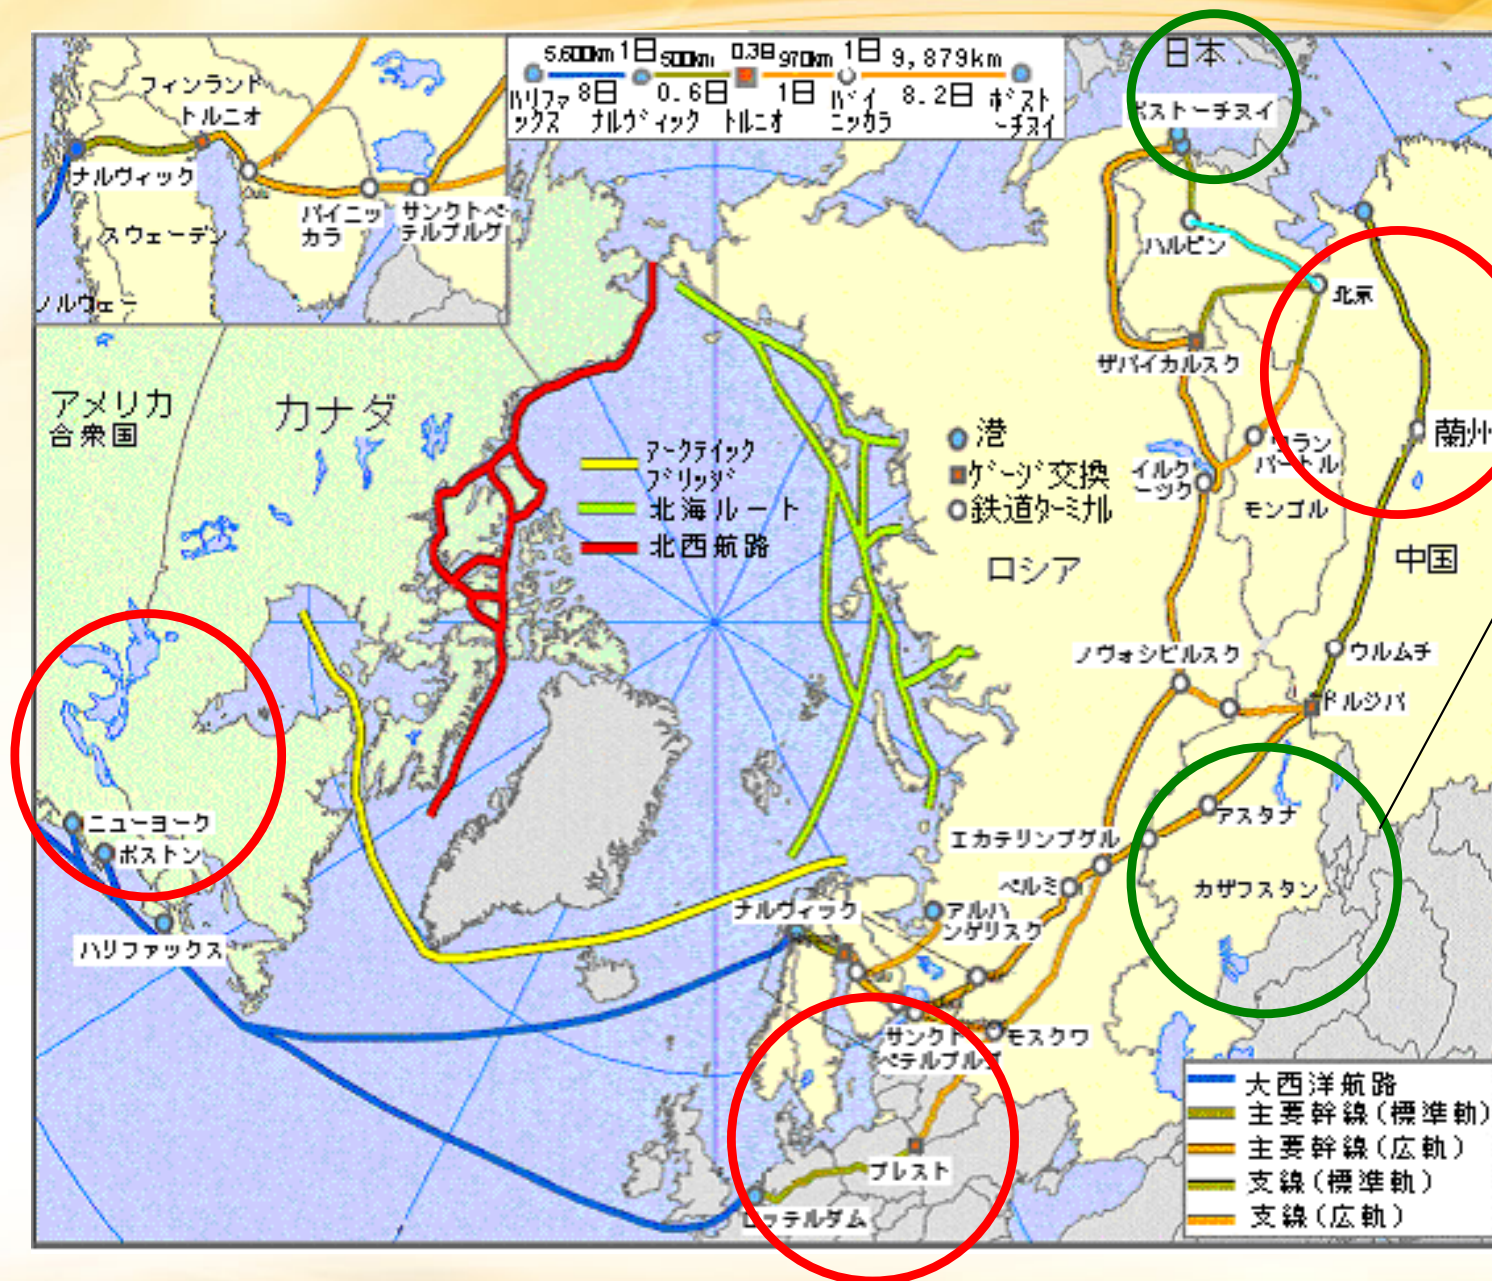 フィンランド
トルニオ
ナルヴィック
スウェーデン
ノルウェー
バイニッ
カラ
サンクトペ
テルブルグ
5,600km 1日 500km 0.3日 970km 1日 9,879km
8日 0.6日 1日 8.2日
ハリファ
ックス
ナルヴィック
トルニオ
バイ
ニッカラ
ボスト
ーチヌイ
日本
ボストーチヌイ
ハルビン
北京
ザバイカルスク
アメリカ
合衆国
カナダ
アークティック
ブリッジ
北海ルート
北西航路
港
ゲージ交換
鉄道ターミナル
イルク
ーツク
ウラン
バートル
モンゴル
蘭州
ロシア
中国
ノヴォシビルスク
ウルムチ
ドルジバ
アスタナ
カザフスタン
エカテリンブグル
ペルミ
ニューヨーク
ボストン
ハリファックス
ナルヴィック
アルハ
ンゲリスク
サンクト
ペテルブルグ
モスクワ
ブレスト
ロッテルダム
大西洋航路
主要幹線(標準軌)
主要幹線(広軌)
支線(標準軌)
支線(広軌)